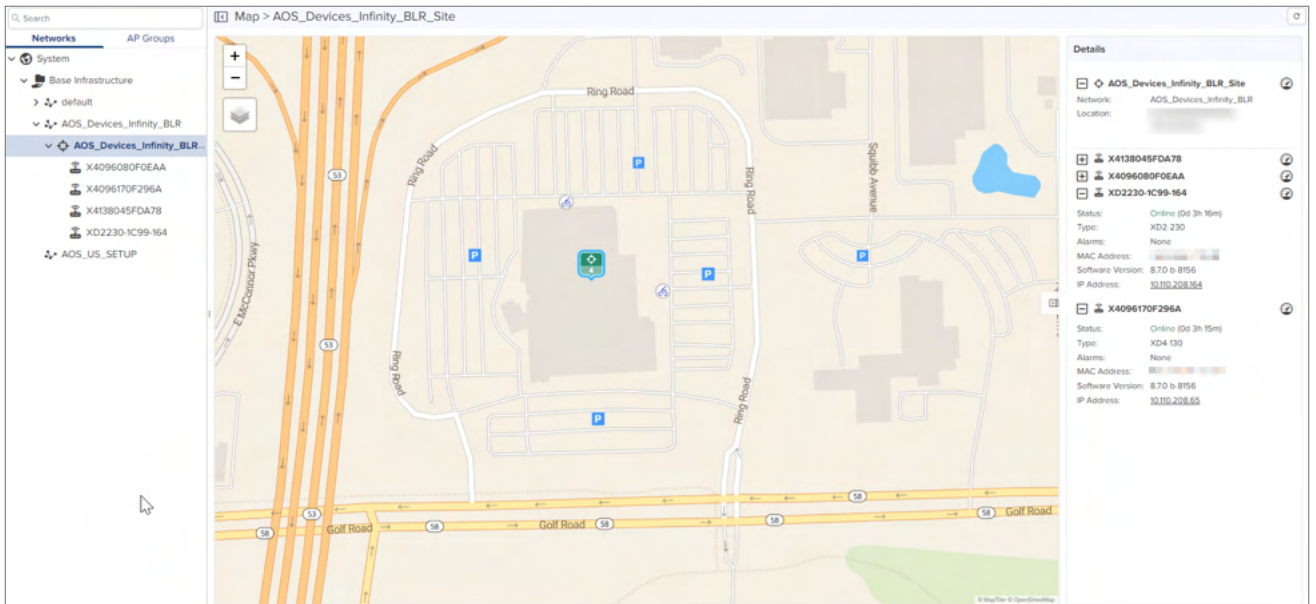 Search
Map > AOS_Devices_Infinity_BLR_Site
Networks
AP Groups
System
Base Infrastructure
default
AOS_Devices_Infinity_BLR
AOS_Devices_Infinity_BLR...
X4096080F0EAA
X4096170F296A
X4138045FDA78
XD2230-1C99-164
AOS_US_SETUP
+
−
Ring Road
Ring Road
Ring Road
Ring Road
Ring Road
Squibb Avenue
E McConnor Pkwy
53
53
53
P
P
P
P
P
4
58
58
58
58
58
Golf Road
Golf Road
Golf Road
© MapTiler © OpenStreetMap
Details
AOS_Devices_Infinity_BLR_Site
Network: AOS_Devices_Infinity_BLR
Location:
X4138045FDA78
X4096080F0EAA
XD2230-1C99-164
Status: Online (0d 3h 16m)
Type: XD2 230
Alarms: None
MAC Address:
Software Version: 8.7.0-b-8156
IP Address: 10.110.208.164
X4096170F296A
Status: Online (0d 3h 15m)
Type: XD4-130
Alarms: None
MAC Address:
Software Version: 8.7.0-b-8156
IP Address: 10.110.208.65